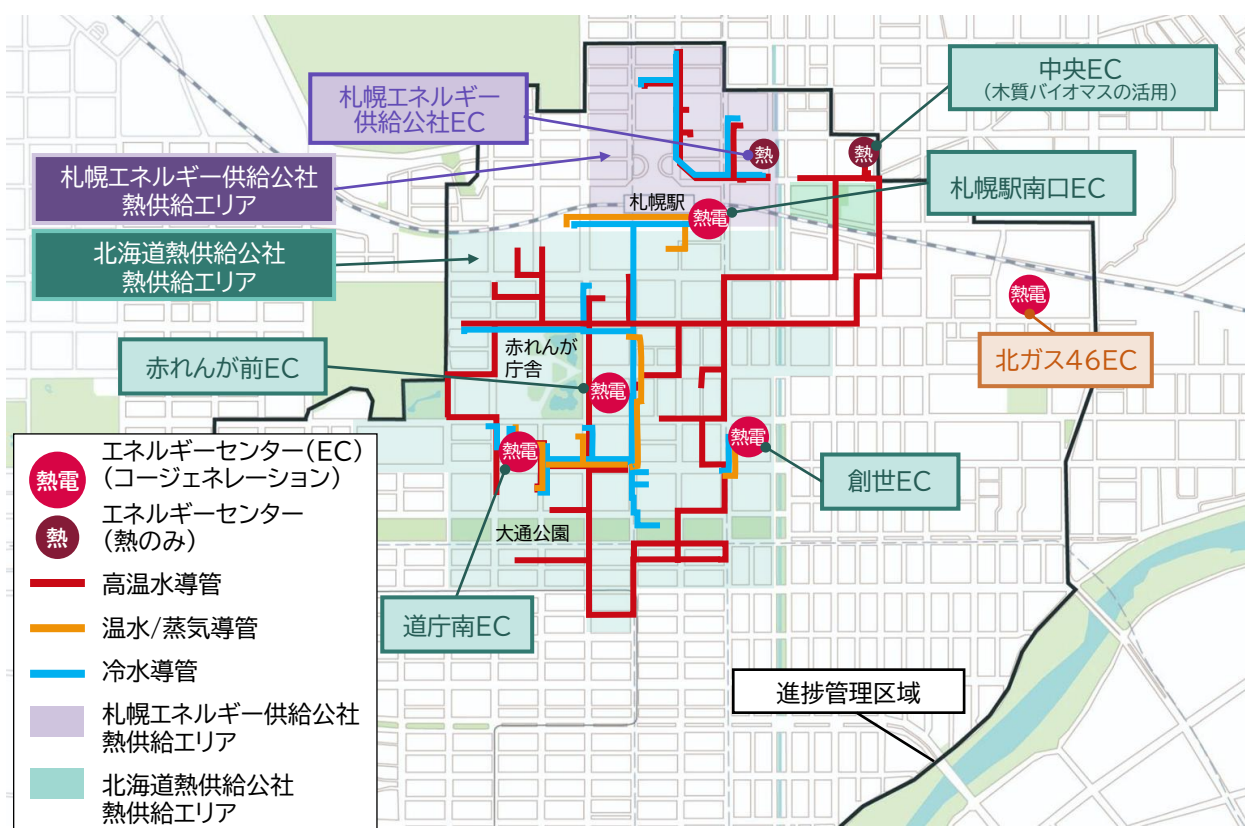 札幌エネルギー
供給公社EC
中央EC
(木質バイオマスの活用)
札幌エネルギー供給公社
熱供給エリア
熱
熱
札幌駅南口EC
札幌駅
熱電
北海道熱供給公社
熱供給エリア
熱電
北ガス46EC
赤れんが前EC
赤れんが
庁舎
熱電
熱電
熱電
創世EC
大通公園
道庁南EC
進捗管理区域
熱電
エネルギーセンター(EC)
(コージェネレーション)
熱
エネルギーセンター
(熱のみ)
高温水導管
温水/蒸気導管
冷水導管
札幌エネルギー供給公社
熱供給エリア
北海道熱供給公社
熱供給エリア